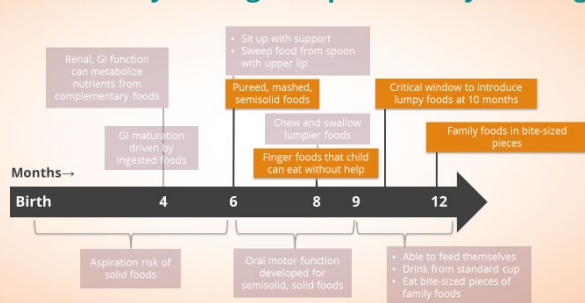 Renal, GI function
can metabolize
nutrients from
complementary foods
• Sit up with support
• Sweep food from spoon
with upper lip
Pureed, mashed,
semisolid foods
Critical window to introduce
lumpy foods at 10 months
GI maturation
driven by
ingested foods
Chew and swallow
lumpier foods
Finger foods that child
can eat without help
Family foods in bite-sized
pieces
Months→
Birth 4 6 8 9 12
Aspiration risk of
solid foods
Oral motor function
developed for
semisolid, solid foods
• Able to feed themselves
• Drink from standard cup
• Eat bite-sized pieces of
family foods